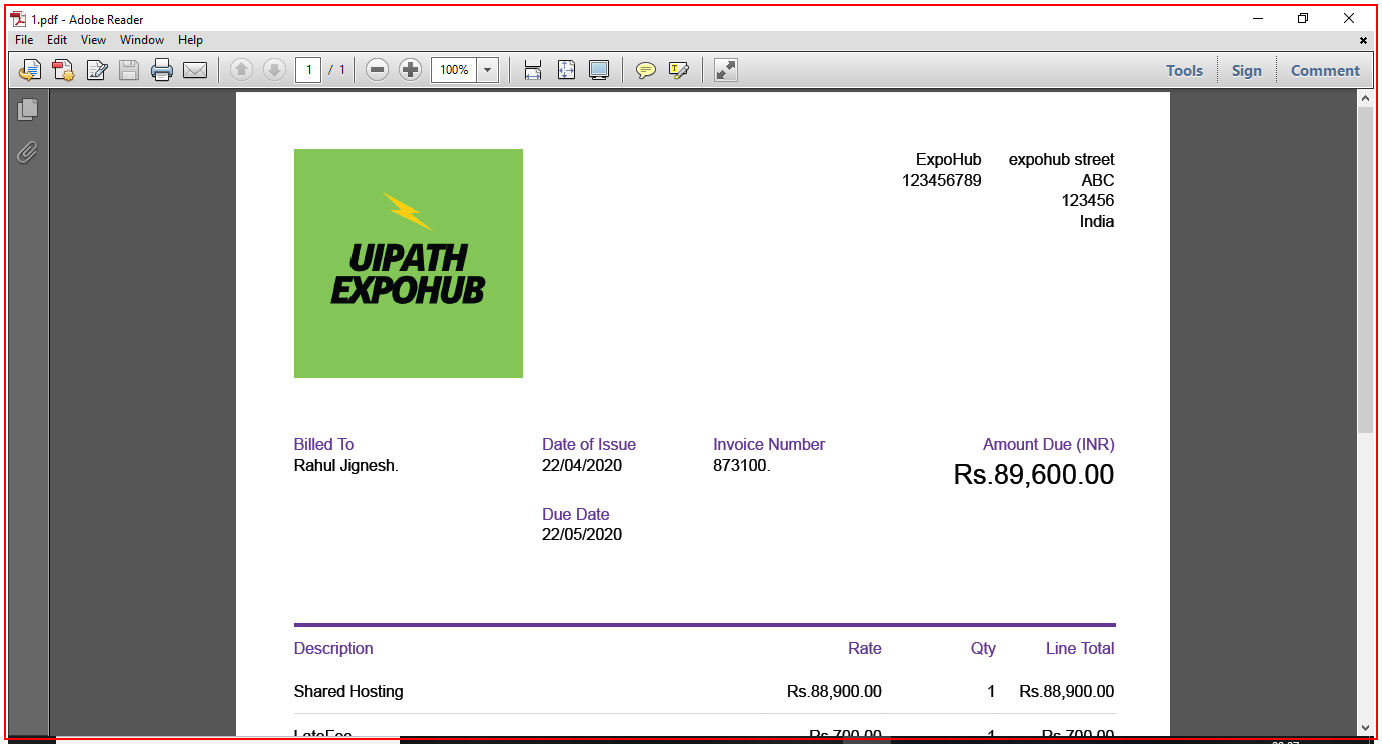 1.pdf - Adobe Reader
File Edit View Window Help
1 / 1 100% Tools Sign Comment
UIPATH
EXPOHUB
ExpoHub expohub street
123456789 ABC
123456
India
Billed To Date of Issue Invoice Number Amount Due (INR)
Rahul Jignesh. 22/04/2020 873100. Rs.89,600.00
Due Date
22/05/2020
Description Rate Qty Line Total
Shared Hosting Rs.88,900.00 1 Rs.88,900.00
LateFee Rs.700.00 1 Rs.700.00